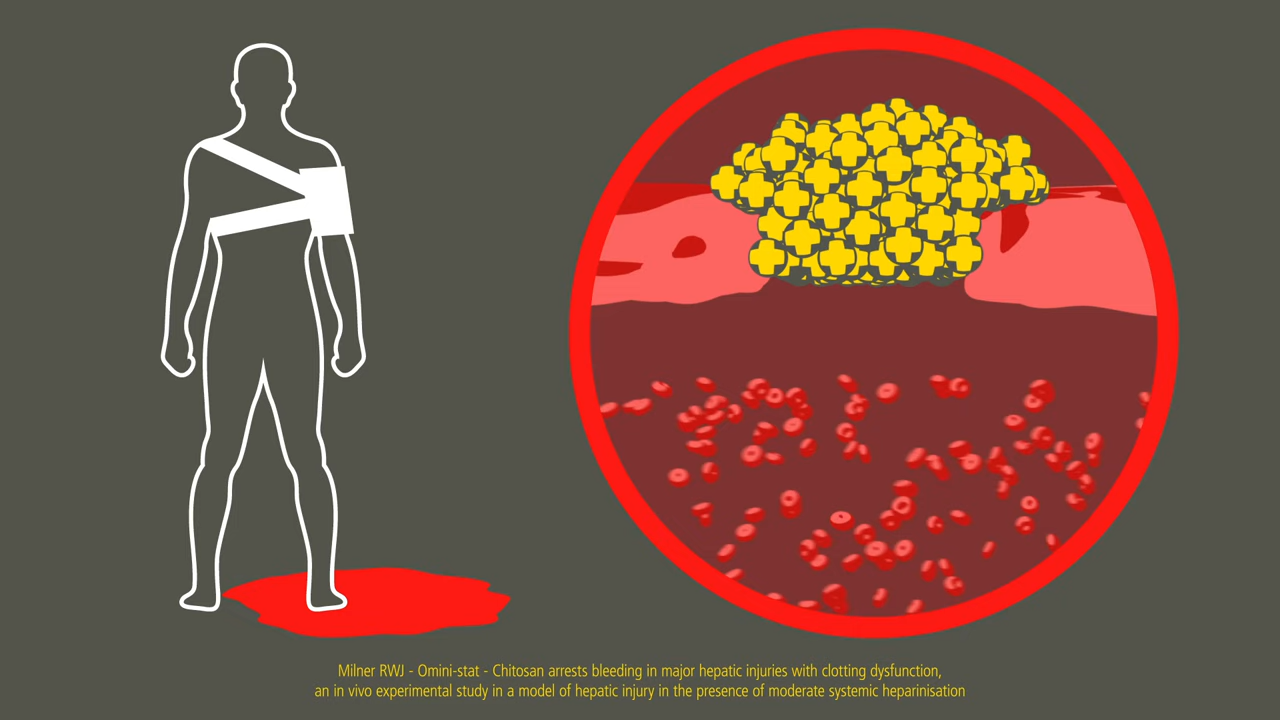 Milner RWJ - Omini-stat - Chitosan arrests bleeding in major hepatic injuries with clotting dysfunction,
an in vivo experimental study in a model of hepatic injury in the presence of moderate systemic heparinisation